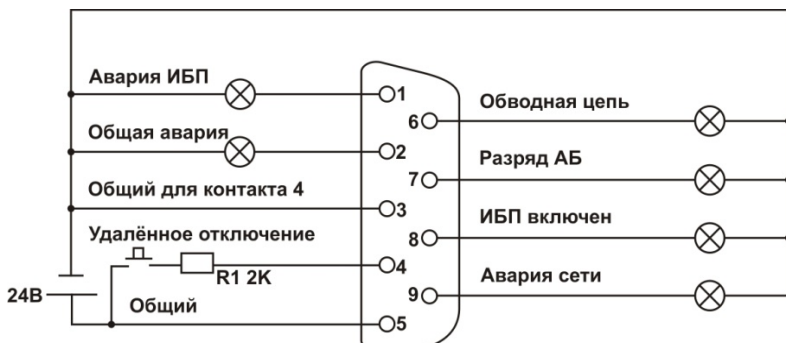 Авария ИБП
1
Обводная цепь
6
Общая авария
2
Разряд АБ
7
Общий для контакта 4
3
ИБП включен
8
Удалённое отключение
4
R1 2K
Авария сети
9
24В
Общий
5